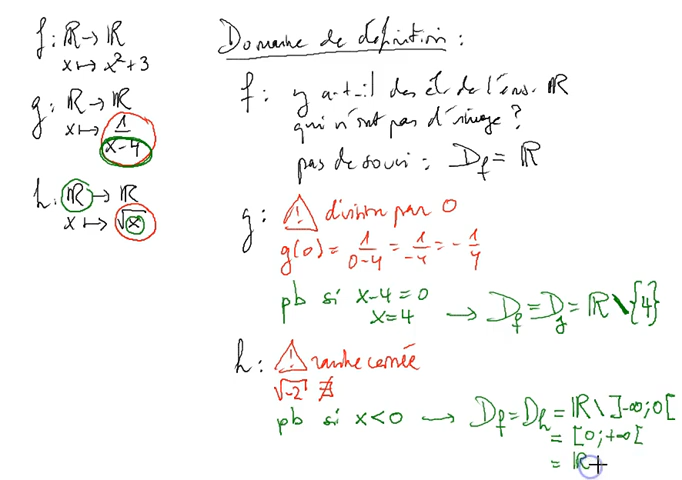 f : ℝ → ℝ
x ↦ x² + 3
g : ℝ → ℝ
x ↦ 1/(x-4)
h : ℝ → ℝ
x ↦ √x
Domaine de définition :
f : y a-t-il des él. de l'ens. ℝ
qui n'ont pas d'image ?
pas de souci : D_f = ℝ
g : ⚠ division par 0
g(0) = 1/(0-4) = 1/(-4) = -1/4
pb si x-4 = 0
x = 4 → D_f = D_g = ℝ \ {4}
h : ⚠ racine carrée
√-2 ∄
pb si x < 0 → D_f = D_h = ℝ \ ]-∞;0[
= [0;+∞[
= ℝ+